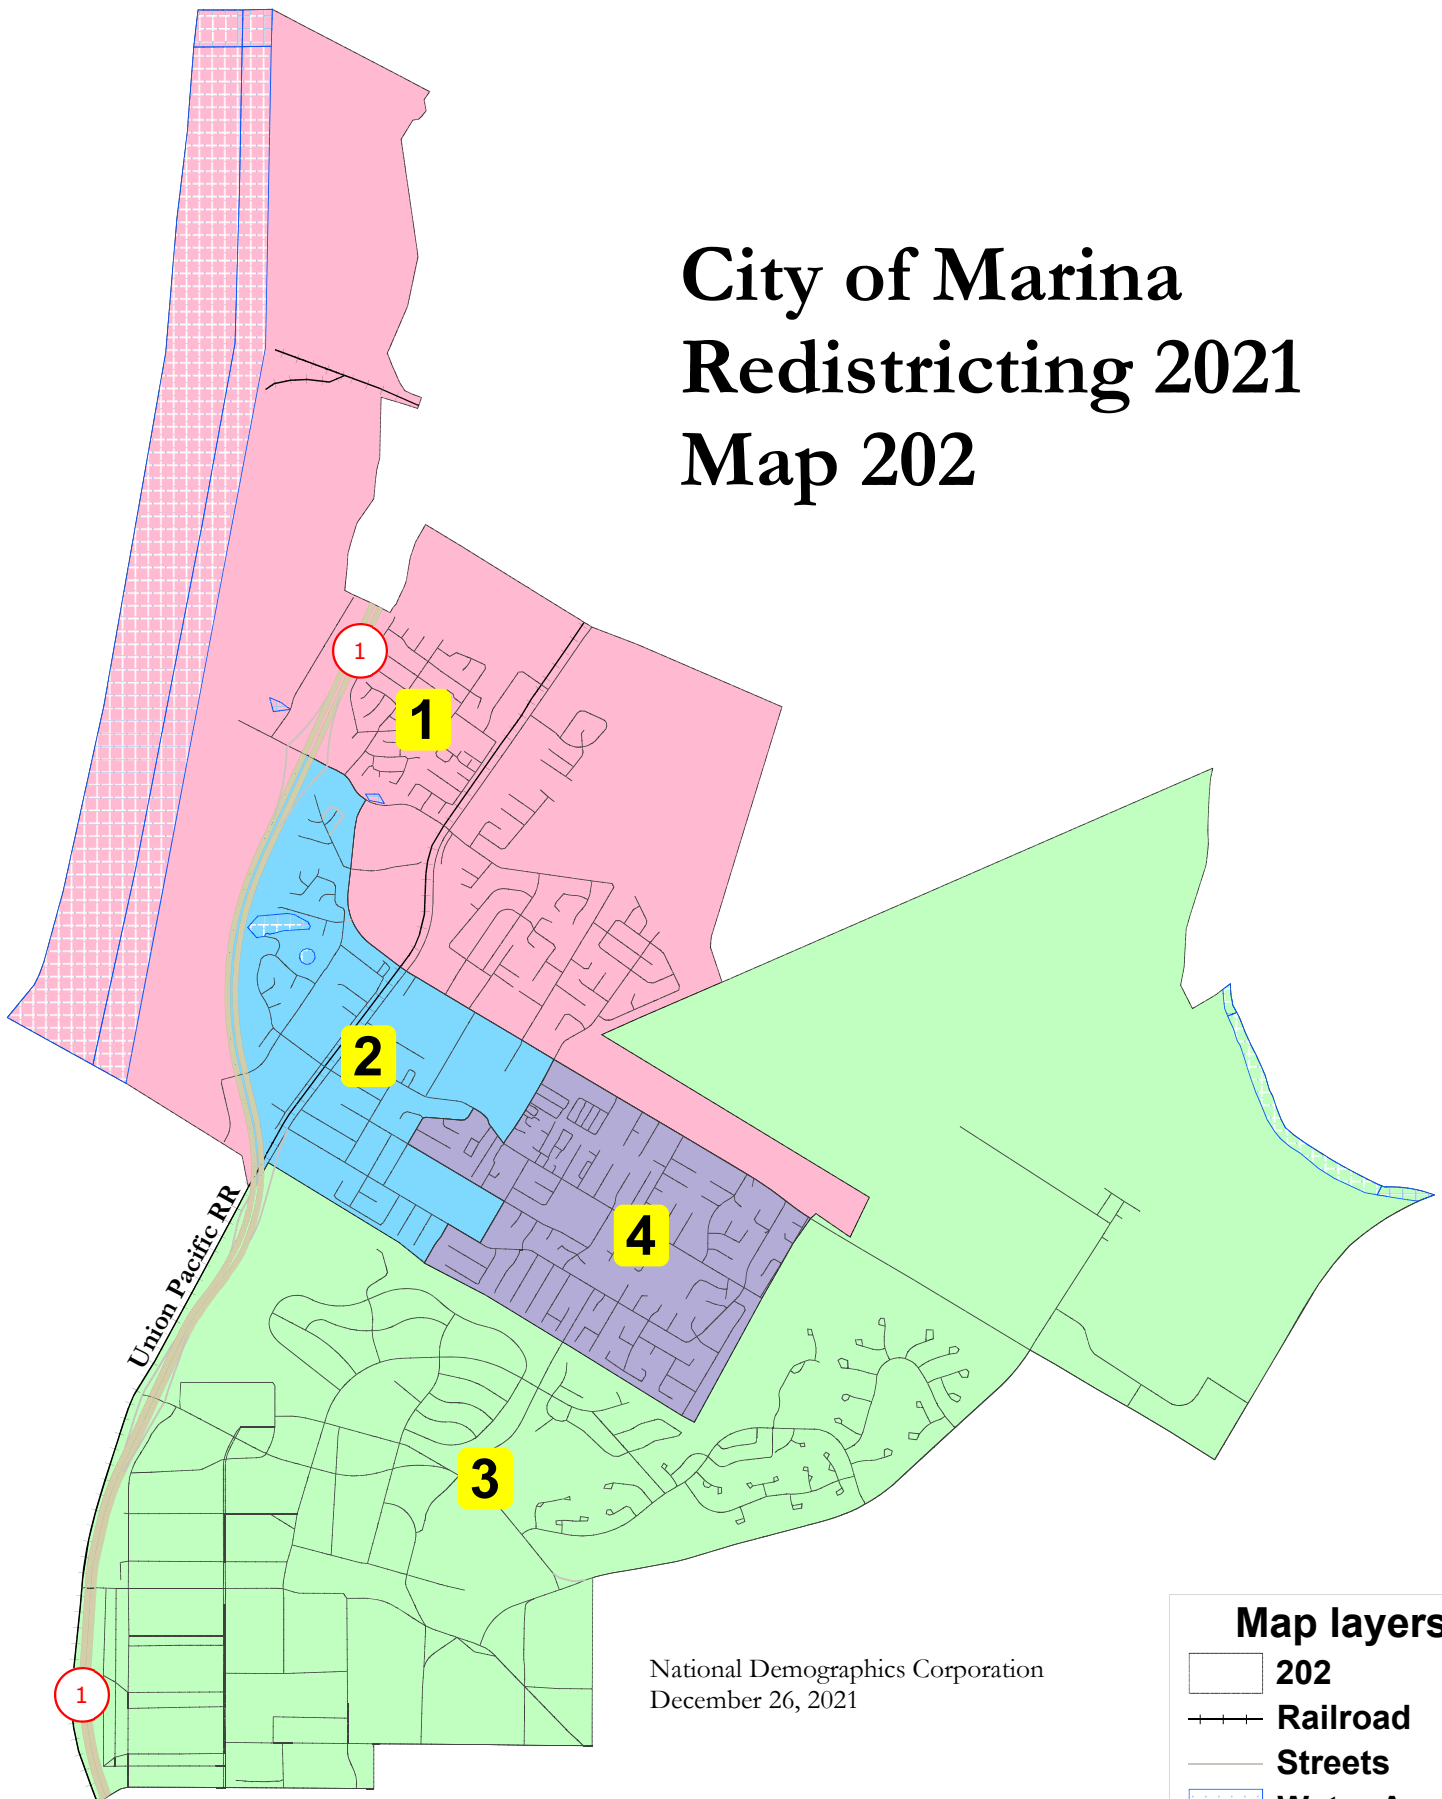 City of Marina
Redistricting 2021
Map 202
1
1
2
4
Union Pacific RR
3
1
National Demographics Corporation
December 26, 2021
Map layers
202
Railroad
Streets